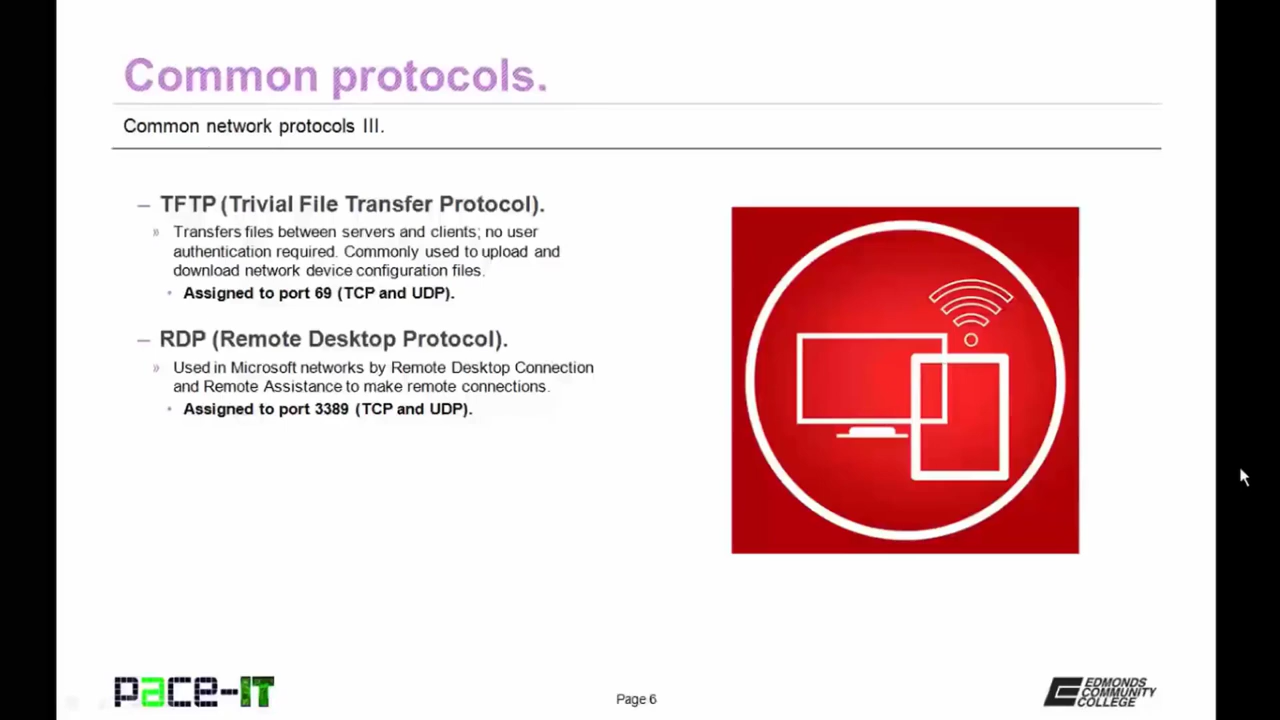 Common protocols.
Common network protocols III.
– TFTP (Trivial File Transfer Protocol).
» Transfers files between servers and clients; no user
authentication required. Commonly used to upload and
download network device configuration files.
• Assigned to port 69 (TCP and UDP).
– RDP (Remote Desktop Protocol).
» Used in Microsoft networks by Remote Desktop Connection
and Remote Assistance to make remote connections.
• Assigned to port 3389 (TCP and UDP).
pace-IT
Page 6
EDMONDS
COMMUNITY
COLLEGE